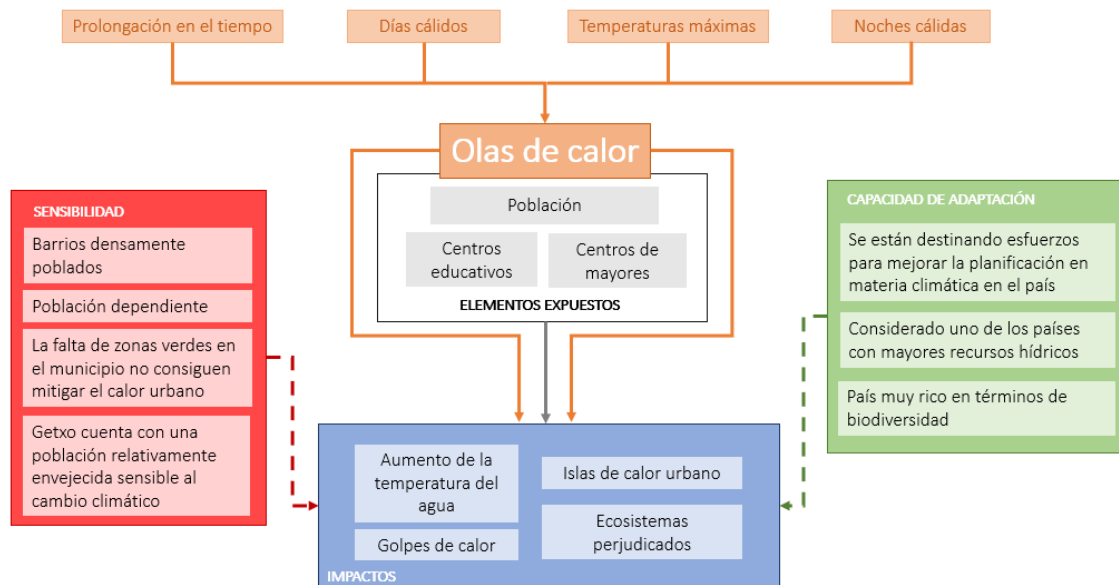 Prolongación en el tiempo
Días cálidos
Temperaturas máximas
Noches cálidas
Olas de calor
Población
Centros
educativos
Centros de
mayores
ELEMENTOS EXPUESTOS
SENSIBILIDAD
Barrios densamente
poblados
Población dependiente
La falta de zonas verdes en
el municipio no consiguen
mitigar el calor urbano
Getxo cuenta con una
población relativamente
envejecida sensible al
cambio climático
CAPACIDAD DE ADAPTACIÓN
Se están destinando esfuerzos
para mejorar la planificación en
materia climática en el país
Considerado uno de los países
con mayores recursos hídricos
País muy rico en términos de
biodiversidad
Aumento de la
temperatura del
agua
Islas de calor urbano
Golpes de calor
Ecosistemas
perjudicados
IMPACTOS